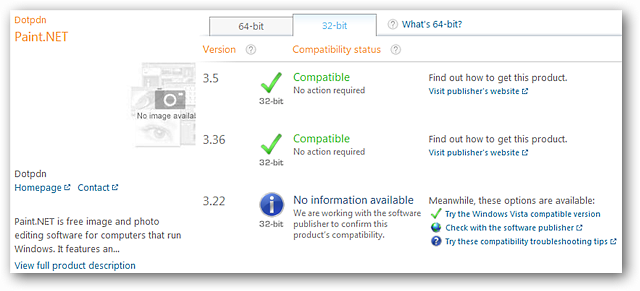 Dotpdn
Paint.NET
No image availal
Dotpdn
Homepage Contact
Paint.NET is free image and photo
editing software for computers that run
Windows. It features an...
View full product description
64-bit
32-bit
What's 64-bit?
Version
Compatibility status
3.5
32-bit
Compatible
No action required
Find out how to get this product.
Visit publisher's website
3.36
32-bit
Compatible
No action required
Find out how to get this product.
Visit publisher's website
3.22
32-bit
No information available
We are working with the software
publisher to confirm this
product's compatibility.
Meanwhile, these options are available:
Try the Windows Vista compatible version
Check with the software publisher
Try these compatibility troubleshooting tips